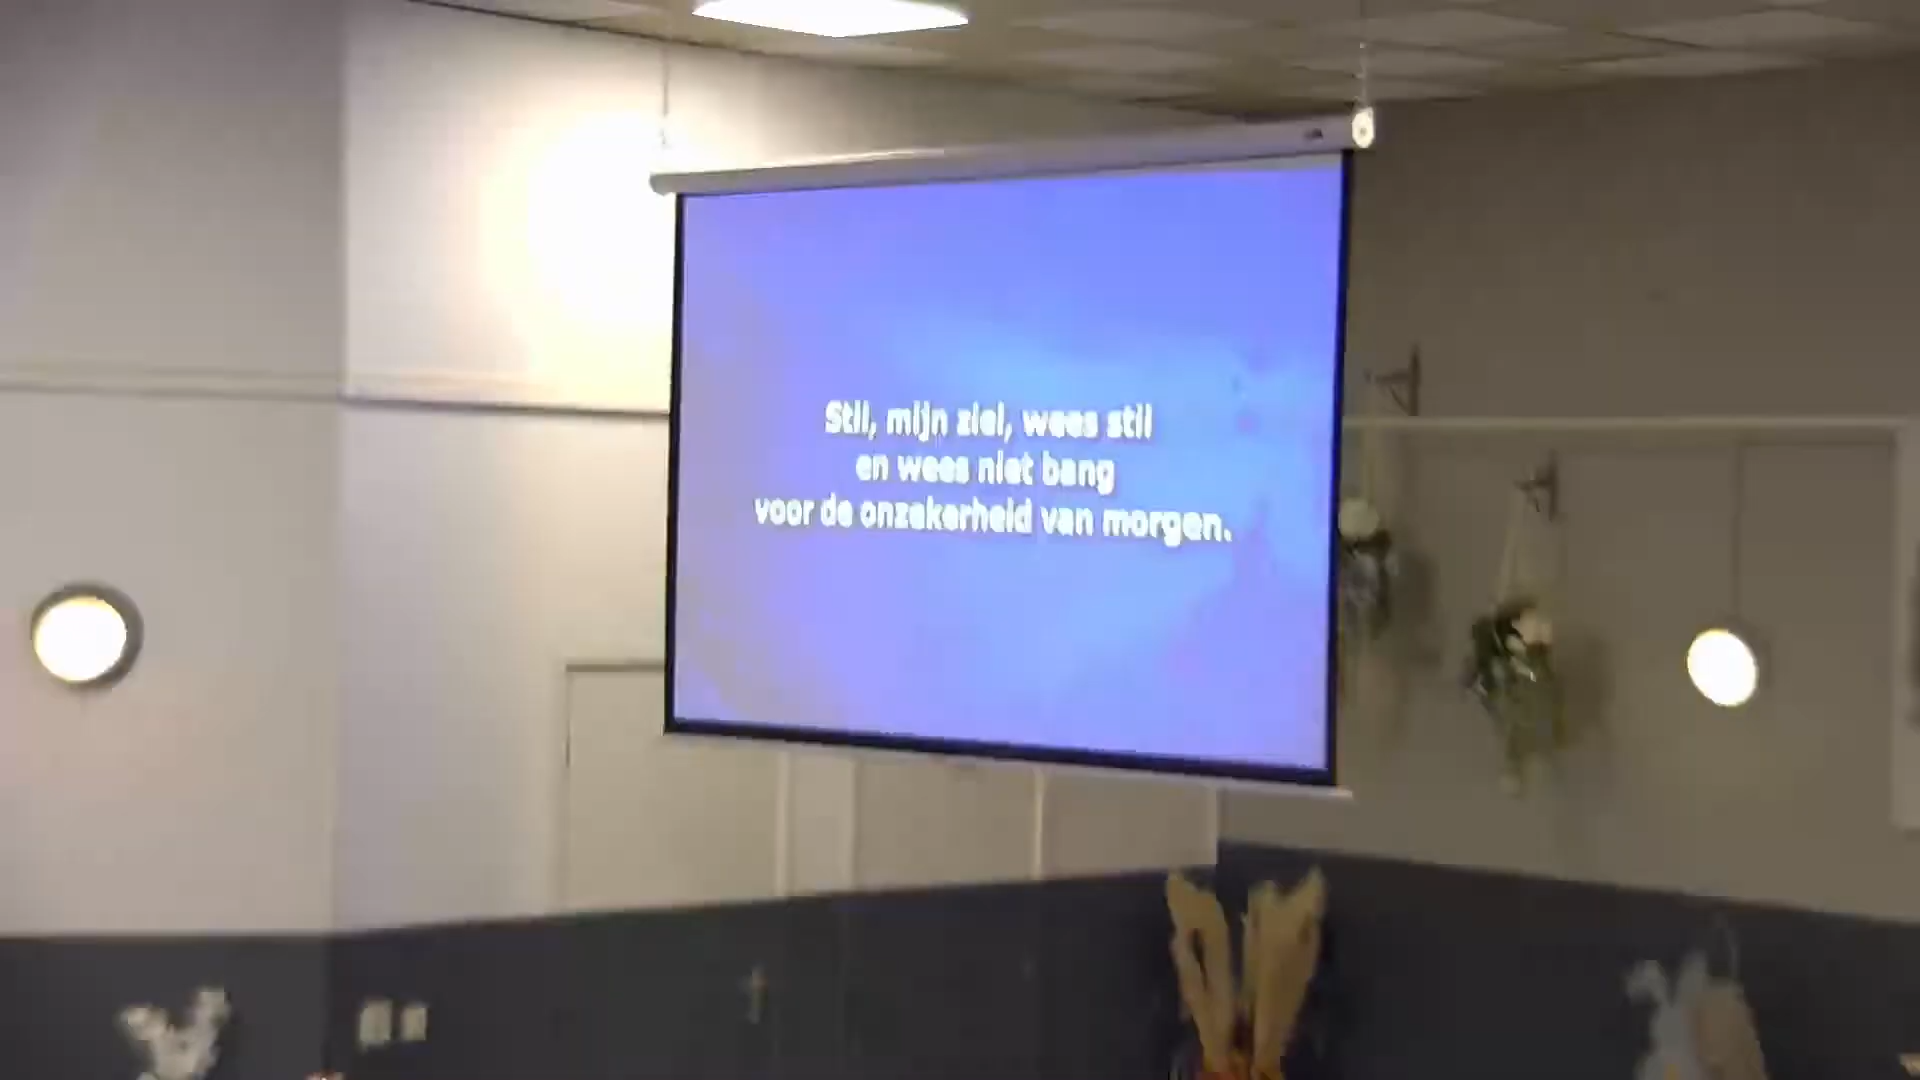 Stil, mijn ziel, wees stil
en wees niet bang
voor de onzekerheid van morgen.